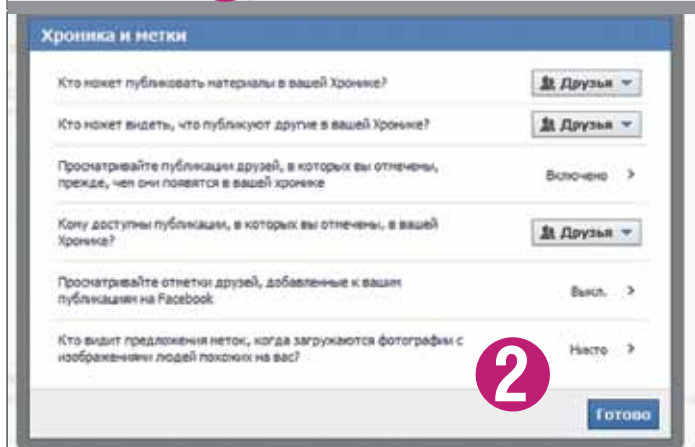 Хроника и метки
Кто может публиковать материалы в вашей Хронике?
Друзья
Кто может видеть, что публикуют другие в вашей Хронике?
Друзья
Просматривайте публикации друзей, в которых вы отмечены,
прежде, чем они появятся в вашей хронике
Включено
Кому доступны публикации, в которых вы отмечены, в вашей
Хронике?
Друзья
Просматривайте отметки друзей, добавленные к вашим
публикациям на Facebook
Выкл.
Кто видит предложения меток, когда загружаются фотографии с
изображениями людей похожих на вас?
Никто
2
Готово